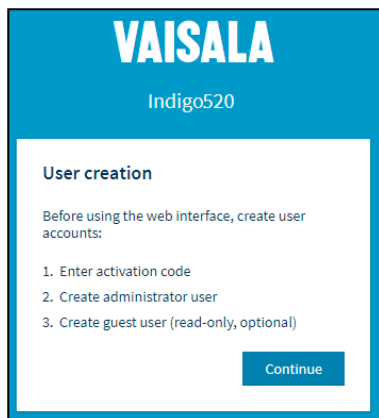 VAISALA
Indigo520
User creation
Before using the web interface, create user
accounts:
1. Enter activation code
2. Create administrator user
3. Create guest user (read-only, optional)
Continue